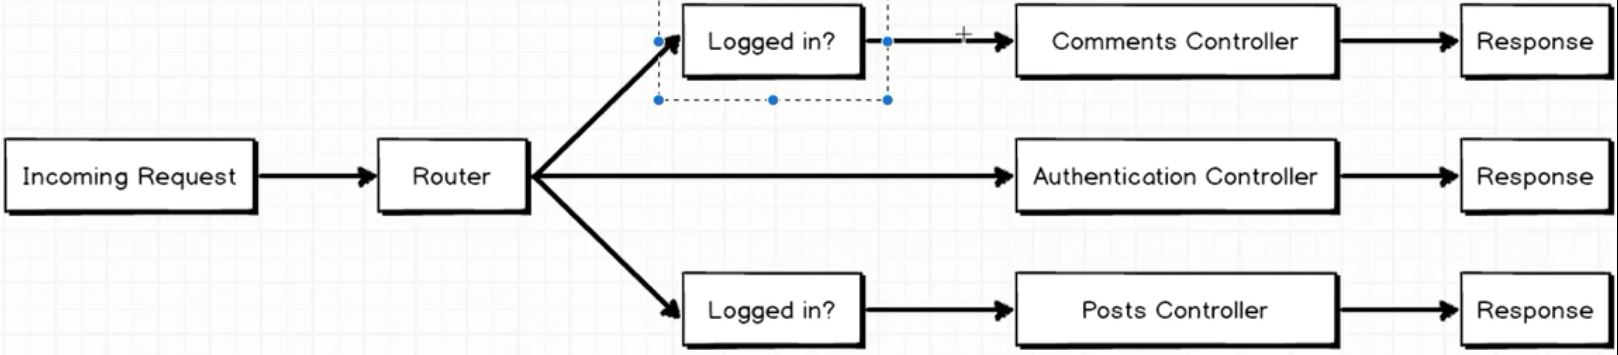 Logged in?
Comments Controller
Response
Incoming Request
Router
Authentication Controller
Response
Logged in?
Posts Controller
Response